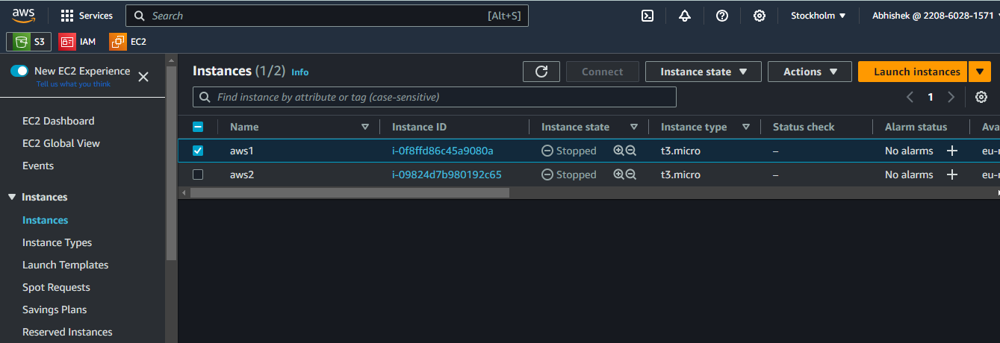 aws Services Search [Alt+S] Stockholm Abhishek @ 2208-6028-1571
S3 IAM EC2
New EC2 Experience
Tell us what you think
EC2 Dashboard
EC2 Global View
Events
Instances
Instances
Instance Types
Launch Templates
Spot Requests
Savings Plans
Reserved Instances
Instances (1/2) Info Connect Instance state Actions Launch instances
Find instance by attribute or tag (case-sensitive)
1
Name Instance ID Instance state Instance type Status check Alarm status Ava
aws1 i-0f8ffd86c45a9080a Stopped t3.micro – No alarms + eu-
aws2 i-09824d7b980192c65 Stopped t3.micro – No alarms + eu-